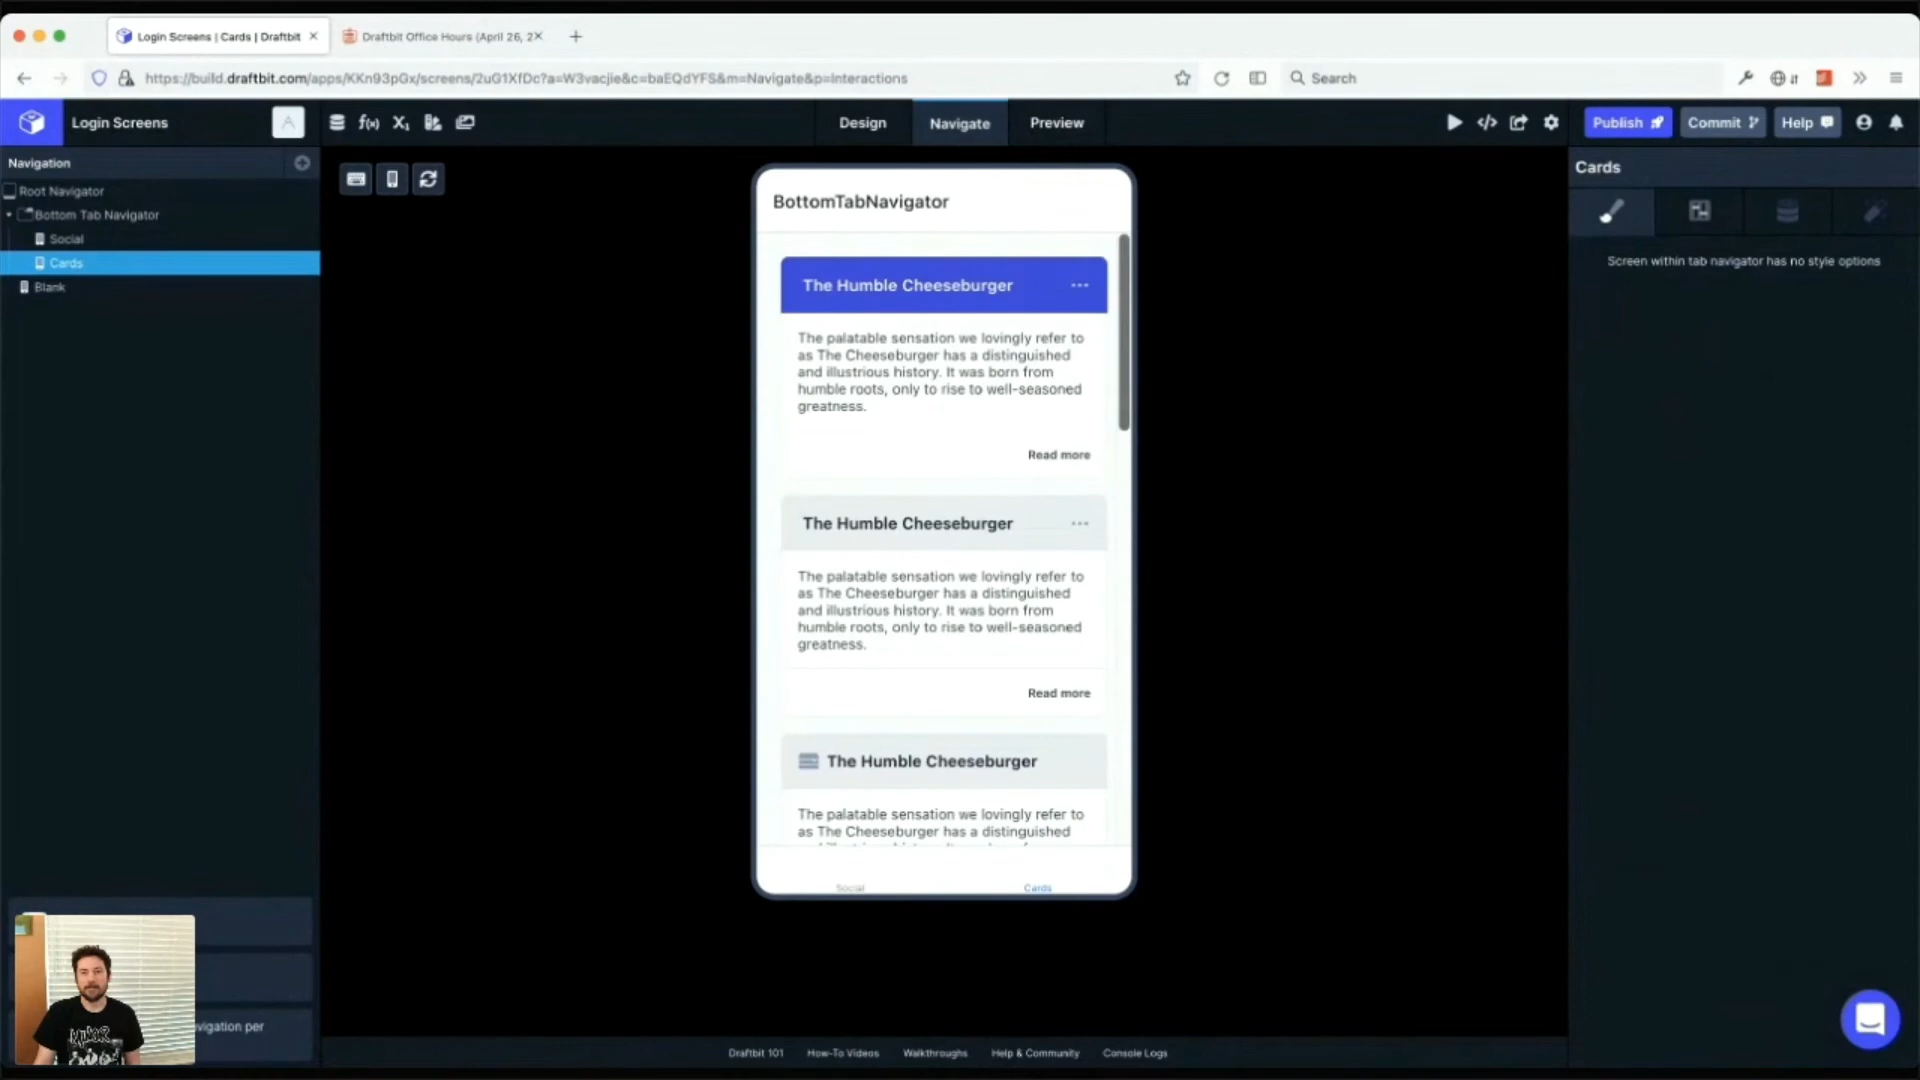 Login Screens | Cards | Draftbit
Draftbit Office Hours (April 26, 2
https://build.draftbit.com/apps/KKn93pGx/screens/2uG1XfDc?a=W3vacjie&c=baEQdYFS&m=Navigate&p=Interactions
Search
Login Screens
A
f(x)
X₁
Design
Navigate
Preview
Publish
Commit
Help
Navigation
Root Navigator
Bottom Tab Navigator
Social
Cards
Blank
Cards
Screen within tab navigator has no style options
BottomTabNavigator
The Humble Cheeseburger
The palatable sensation we lovingly refer to
as The Cheeseburger has a distinguished
and illustrious history. It was born from
humble roots, only to rise to well-seasoned
greatness.
Read more
The Humble Cheeseburger
The palatable sensation we lovingly refer to
as The Cheeseburger has a distinguished
and illustrious history. It was born from
humble roots, only to rise to well-seasoned
greatness.
Read more
The Humble Cheeseburger
The palatable sensation we lovingly refer to
as The Cheeseburger has a distinguished
Social
Cards
vigation per
Draftbit 101
How-To Videos
Walkthroughs
Help & Community
Console Logs